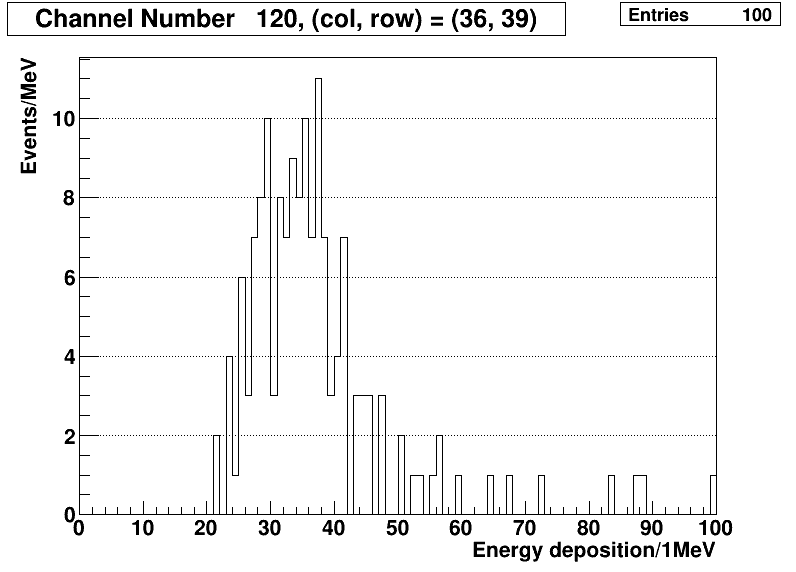 Channel Number 120, (col, row) = (36, 39)
Entries 100
Events/MeV
10
8
6
4
2
0
0 10 20 30 40 50 60 70 80 90 100
Energy deposition/1MeV